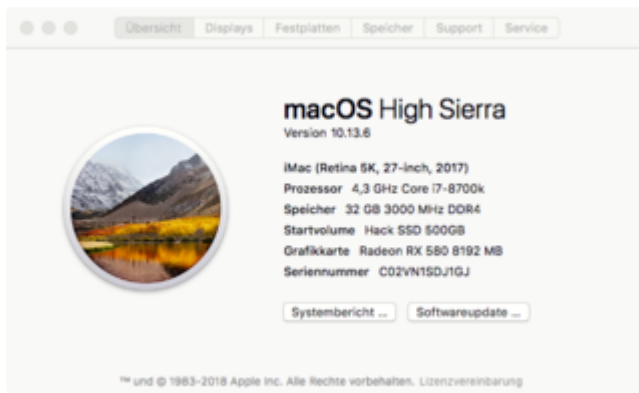 Übersicht Displays Festplatten Speicher Support Service
macOS High Sierra
Version 10.13.6
iMac (Retina 5K, 27-inch, 2017)
Prozessor 4,3 GHz Core i7-8700k
Speicher 32 GB 3000 MHz DDR4
Startvolume Hack SSD 500GB
Grafikkarte Radeon RX 580 8192 MB
Seriennummer C02VN1SDJ1GJ
Systembericht ... Softwareupdate ...
™ und © 1983-2018 Apple Inc. Alle Rechte vorbehalten. Lizenzvereinbarung